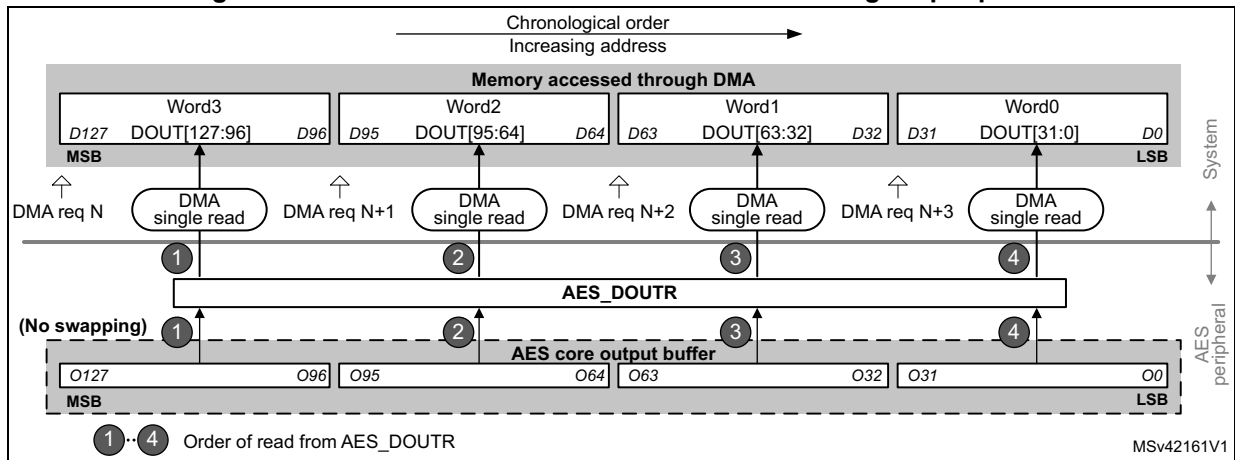 Chronological order
Increasing address
Memory accessed through DMA
Word3 Word2 Word1 Word0
D127 DOUT[127:96] D96 D95 DOUT[95:64] D64 D63 DOUT[63:32] D32 D31 DOUT[31:0] D0
MSB LSB
System
DMA req N DMA single read DMA req N+1 DMA single read DMA req N+2 DMA single read DMA req N+3 DMA single read
1 2 3 4
AES_DOUTR
(No swapping) 1 2 3 4
AES peripheral
AES core output buffer
O127 O96 O95 O64 O63 O32 O31 O0
MSB LSB
1··4 Order of read from AES_DOUTR
MSv42161V1